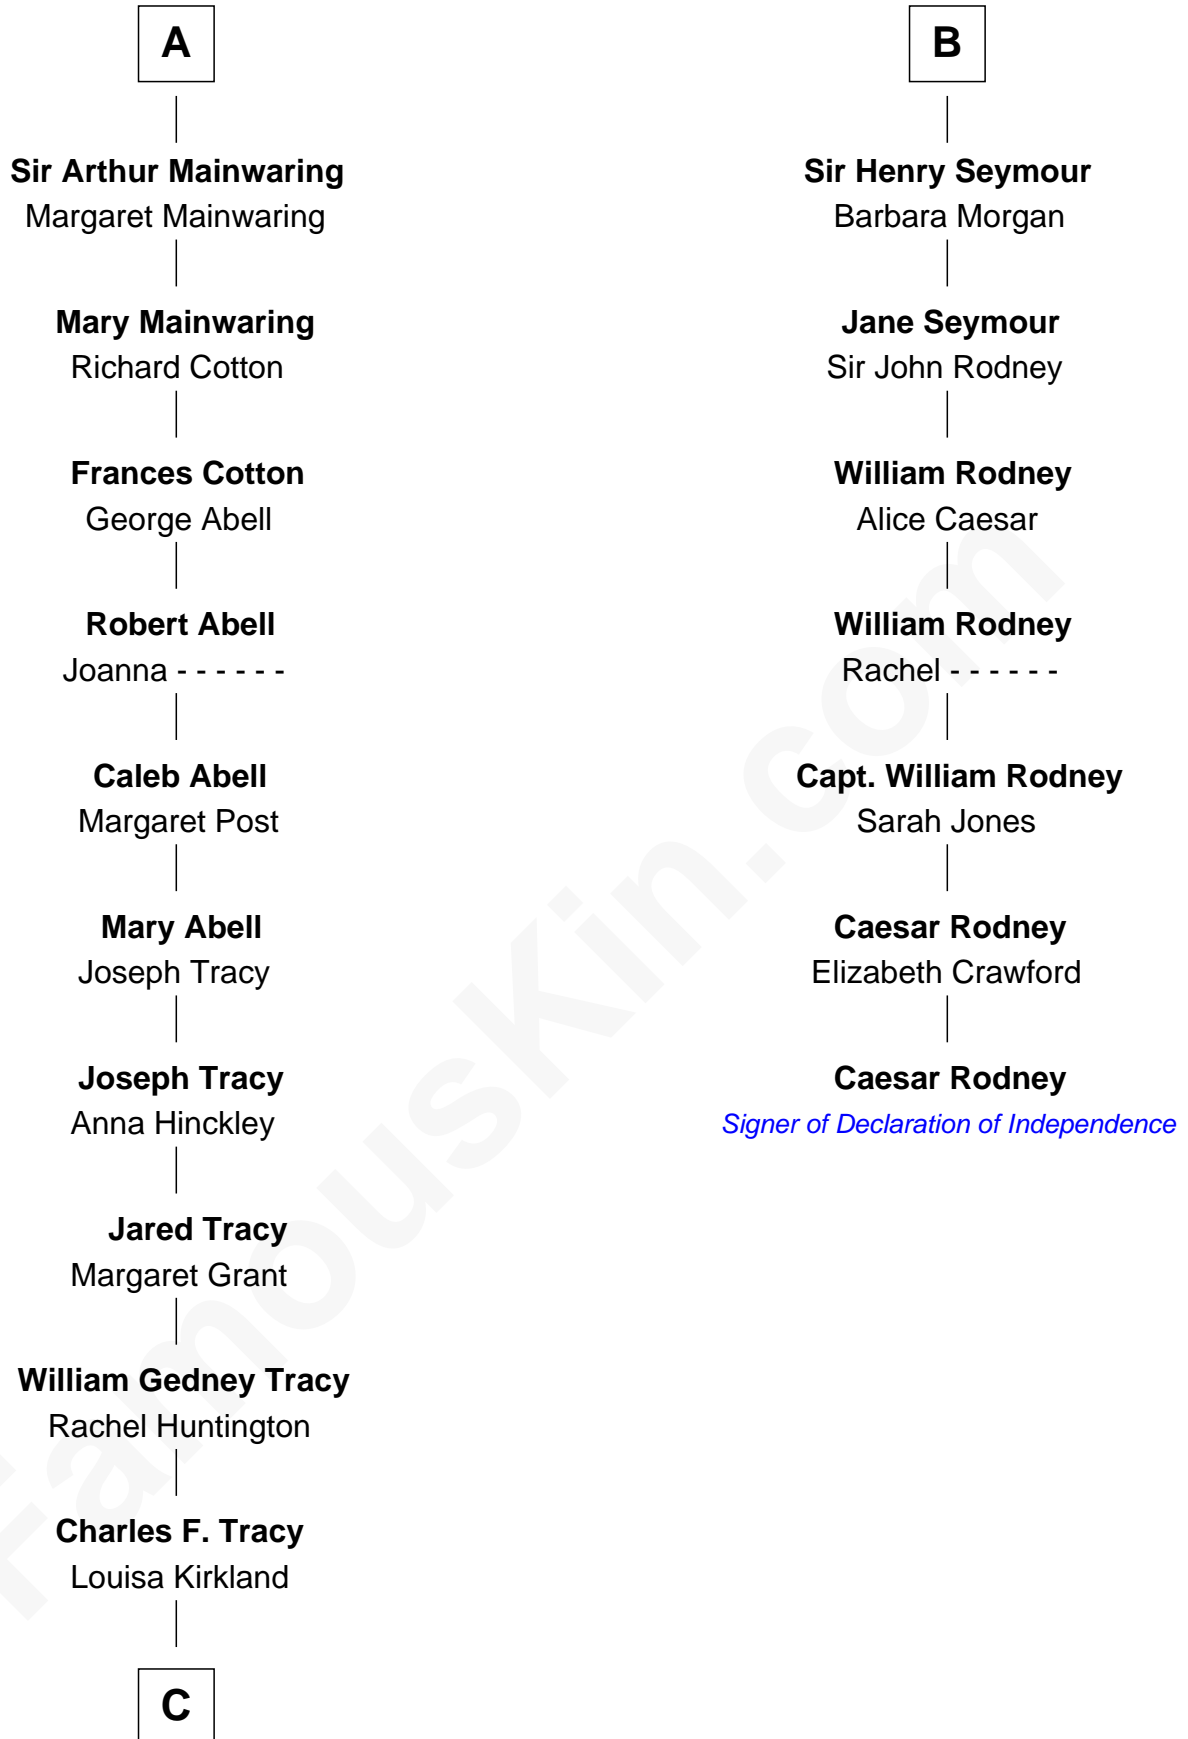 A
Sir Arthur Mainwaring
Margaret Mainwaring
Mary Mainwaring
Richard Cotton
Frances Cotton
George Abell
Robert Abell
Joanna - - - - - -
Caleb Abell
Margaret Post
Mary Abell
Joseph Tracy
Joseph Tracy
Anna Hinckley
Jared Tracy
Margaret Grant
William Gedney Tracy
Rachel Huntington
Charles F. Tracy
Louisa Kirkland
C
B
Sir Henry Seymour
Barbara Morgan
Jane Seymour
Sir John Rodney
William Rodney
Alice Caesar
William Rodney
Rachel - - - - - -
Capt. William Rodney
Sarah Jones
Caesar Rodney
Elizabeth Crawford
Caesar Rodney
Signer of Declaration of Independence
FamousKin.com